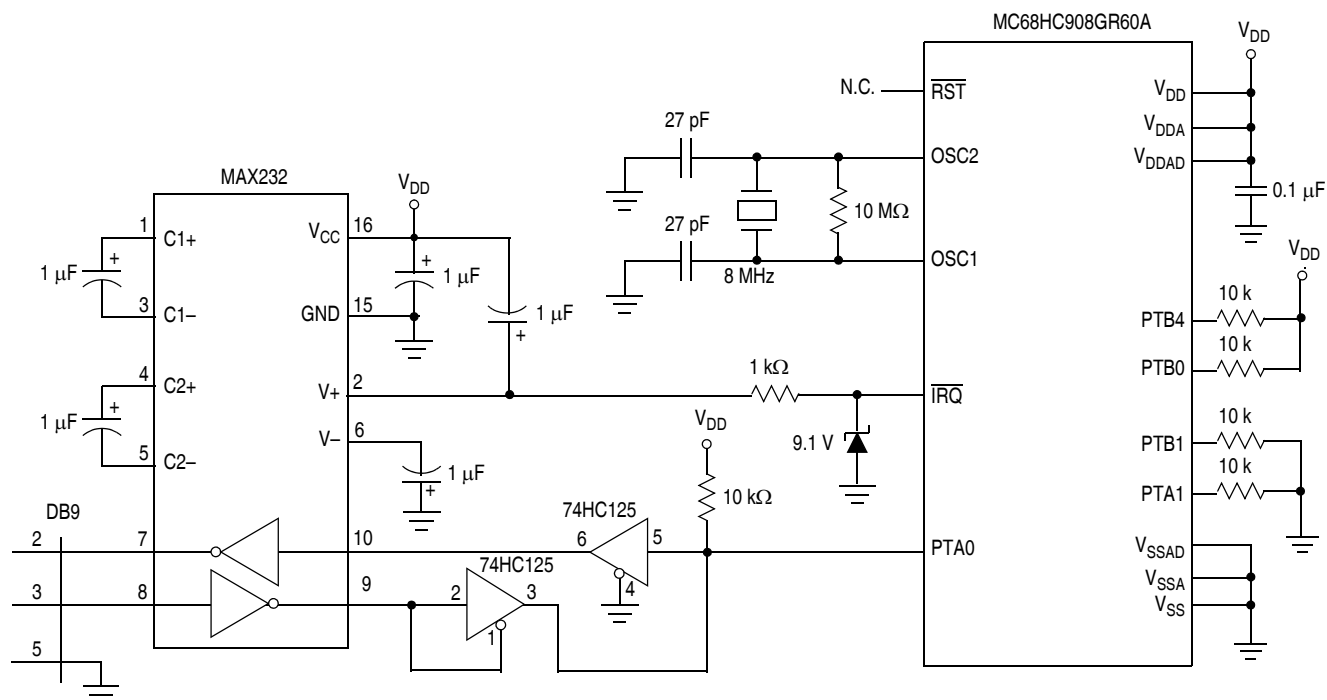 MC68HC908GR60A
VDD
N.C.
RST
VDD
27 pF
VDDA
OSC2
VDDAD
MAX232
VDD
10 MΩ
0.1 µF
1
C1+
VCC
16
27 pF
OSC1
1 µF
+
+
1 µF
8 MHz
VDD
3
C1–
GND
15
1 µF
+
10 k
PTB4
10 k
PTB0
4
C2+
V+
2
1 kΩ
IRQ
1 µF
+
V–
6
VDD
9.1 V
10 k
PTB1
5
C2–
1 µF
+
10 k
PTA1
10 kΩ
DB9
74HC125
2
7
10
6
5
PTA0
VSSAD
4
74HC125
3
8
9
2
3
VSSA
1
VSS
5